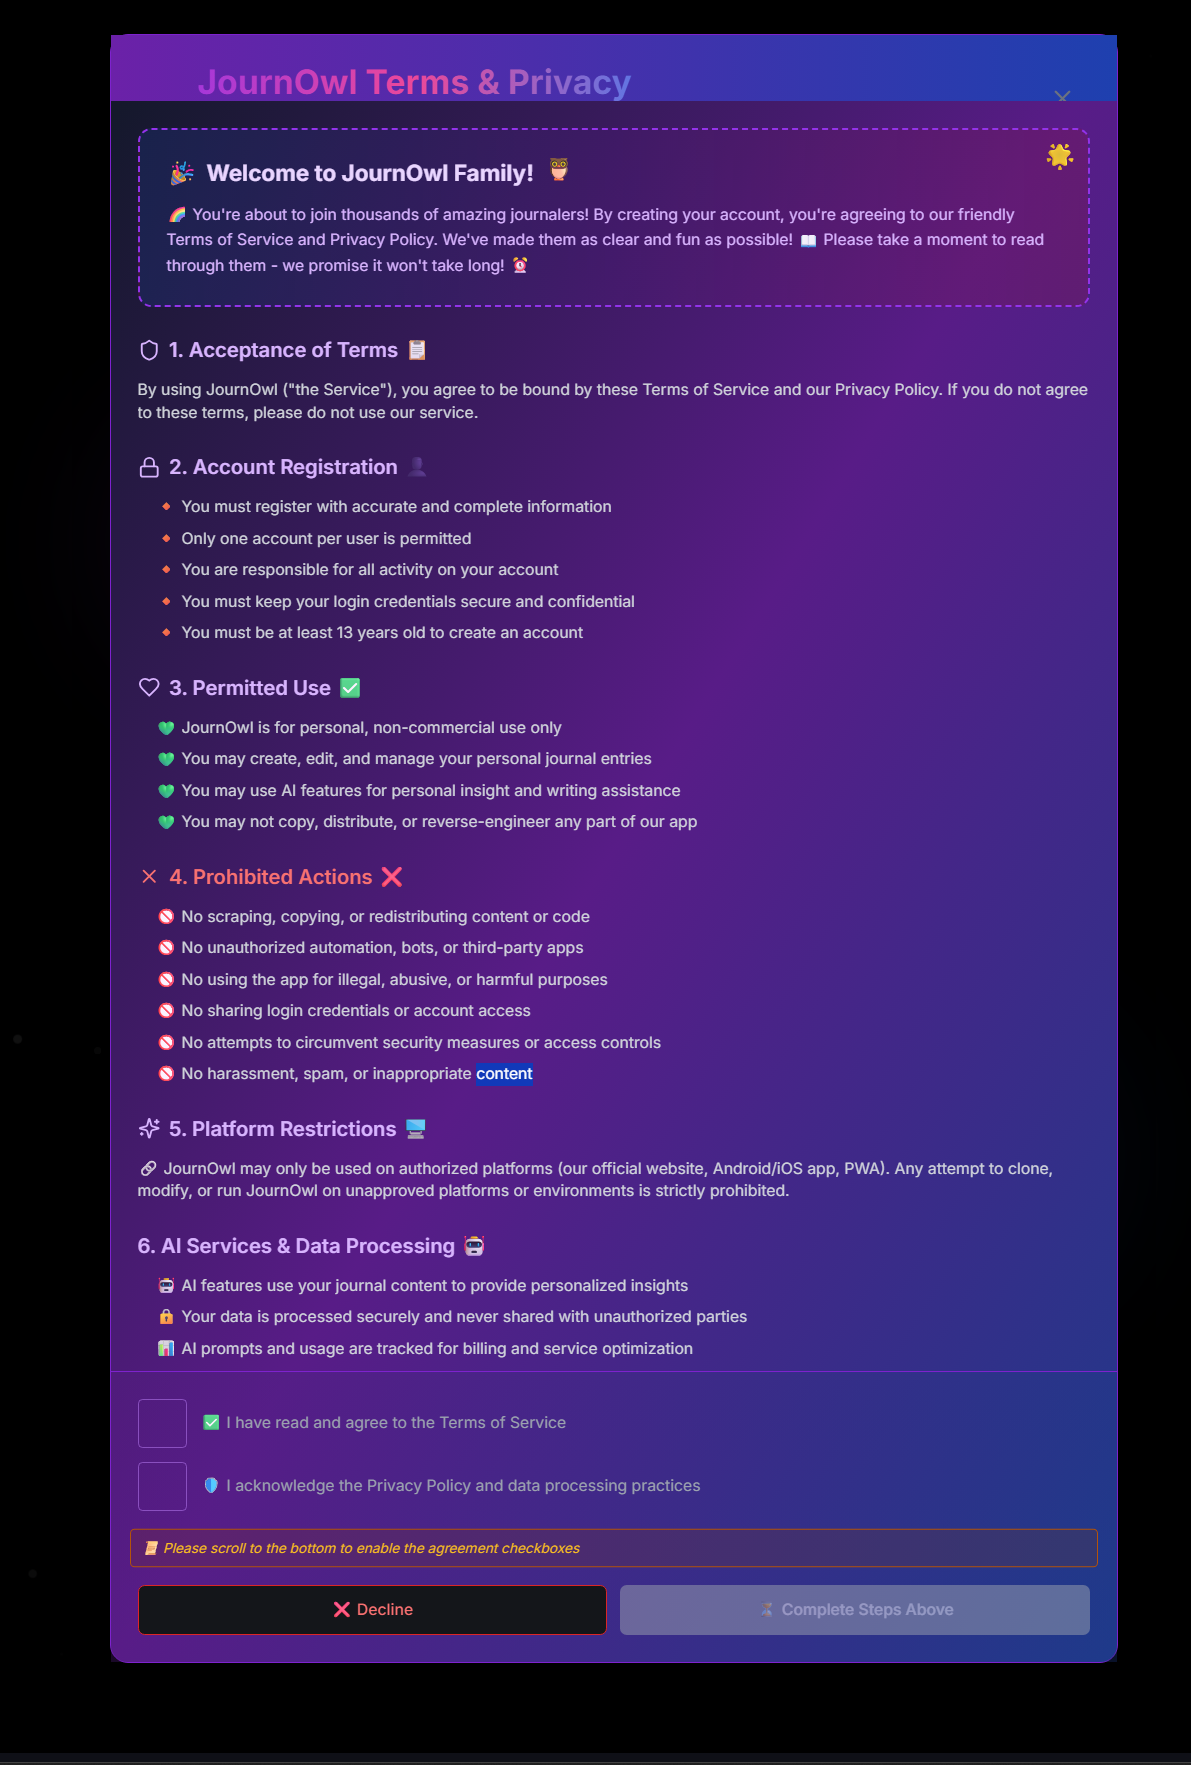 JournOwl Terms & Privacy
🎉 Welcome to JournOwl Family! 🦉
🌈 You're about to join thousands of amazing journalers! By creating your account, you're agreeing to our friendly
Terms of Service and Privacy Policy. We've made them as clear and fun as possible! 📖 Please take a moment to read
through them - we promise it won't take long! ⏰
1. Acceptance of Terms 📋
By using JournOwl ("the Service"), you agree to be bound by these Terms of Service and our Privacy Policy. If you do not agree
to these terms, please do not use our service.
2. Account Registration 👤
🔸 You must register with accurate and complete information
🔸 Only one account per user is permitted
🔸 You are responsible for all activity on your account
🔸 You must keep your login credentials secure and confidential
🔸 You must be at least 13 years old to create an account
3. Permitted Use ✅
💚 JournOwl is for personal, non-commercial use only
💚 You may create, edit, and manage your personal journal entries
💚 You may use AI features for personal insight and writing assistance
💚 You may not copy, distribute, or reverse-engineer any part of our app
4. Prohibited Actions ❌
🚫 No scraping, copying, or redistributing content or code
🚫 No unauthorized automation, bots, or third-party apps
🚫 No using the app for illegal, abusive, or harmful purposes
🚫 No sharing login credentials or account access
🚫 No attempts to circumvent security measures or access controls
🚫 No harassment, spam, or inappropriate content
5. Platform Restrictions 🖥️
🔗 JournOwl may only be used on authorized platforms (our official website, Android/iOS app, PWA). Any attempt to clone,
modify, or run JournOwl on unapproved platforms or environments is strictly prohibited.
6. AI Services & Data Processing 🤖
🤖 AI features use your journal content to provide personalized insights
🔒 Your data is processed securely and never shared with unauthorized parties
📊 AI prompts and usage are tracked for billing and service optimization
✅ I have read and agree to the Terms of Service
🛡️ I acknowledge the Privacy Policy and data processing practices
📜 Please scroll to the bottom to enable the agreement checkboxes
❌ Decline
⏳ Complete Steps Above